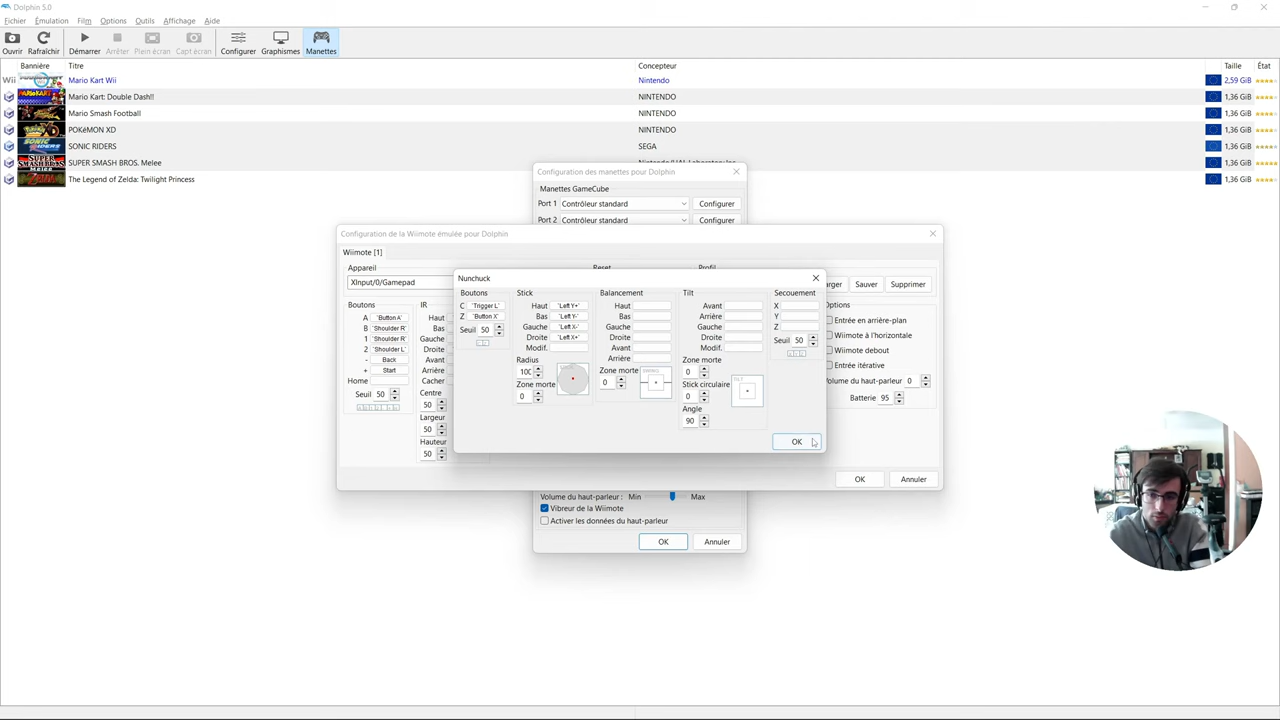 Dolphin 5.0
Fichier Émulation Film Options Outils Affichage Aide
Ouvrir Rafraîchir Démarrer Arrêter Plein écran Capt écran Configurer Graphismes Manettes
Bannière Titre Concepteur Taille État
Wii Mario Kart Wii Nintendo 2,59 GiB
Mario Kart: Double Dash!! NINTENDO 1,36 GiB
Mario Smash Football NINTENDO 1,36 GiB
POKéMON XD NINTENDO 1,36 GiB
SONIC RIDERS SEGA 1,36 GiB
SUPER SMASH BROS. Melee Nintendo/HAL Laboratory,Inc. 1,36 GiB
The Legend of Zelda: Twilight Princess 1,36 GiB
Configuration des manettes pour Dolphin
Manettes GameCube
Port 1 Contrôleur standard Configurer
Port 2 Contrôleur standard Configurer
Configuration de la Wiimote émulée pour Dolphin
Wiimote [1]
Appareil Reset Profil
XInput/0/Gamepad arger Sauver Supprimer
Boutons IR Options
A `Button A`
B `Shoulder R`
1 `Shoulder R`
2 `Shoulder L`
- Back
+ Start
Home
Seuil 50
Haut
Bas
Gauche
Droite
Avant
Arrière
Cacher
Centre
50
Largeur
50
Hauteur
50
Entrée en arrière-plan
Wiimote à l'horizontale
Wiimote debout
Entrée itérative
Volume du haut-parleur 0
Batterie 95
OK Annuler
Nunchuck
Boutons
C `Trigger L`
Z `Button X`
Seuil 50
Stick
Haut `Left Y+`
Bas `Left Y-`
Gauche `Left X-`
Droite `Left X+`
Modif.
Radius
100
Zone morte
0
Balancement
Haut
Bas
Gauche
Droite
Avant
Arrière
Zone morte
0
SWING
Tilt
Avant
Arrière
Gauche
Droite
Modif.
Zone morte
0
Stick circulaire
0
Angle
90
TILT
Secouement
X
Y
Z
Seuil 50
OK
Volume du haut-parleur : Min Max
Vibreur de la Wiimote
Activer les données du haut-parleur
OK Annuler